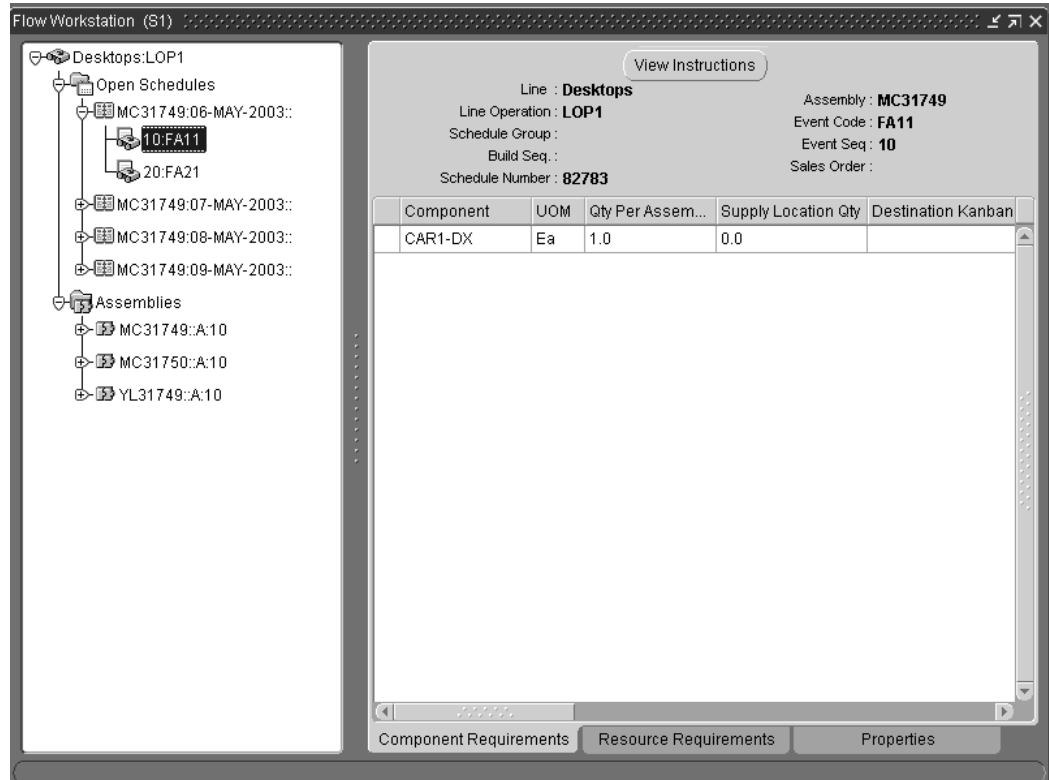 Flow Workstation (S1)
Desktops:LOP1
Open Schedules
MC31749:06-MAY-2003::
10:FA11
20:FA21
MC31749:07-MAY-2003::
MC31749:08-MAY-2003::
MC31749:09-MAY-2003::
Assemblies
MC31749::A:10
MC31750::A:10
YL31749::A:10
View Instructions
Line : Desktops
Line Operation : LOP1
Schedule Group :
Build Seq. :
Schedule Number : 82783
Assembly : MC31749
Event Code : FA11
Event Seq : 10
Sales Order :
Component UOM Qty Per Assem... Supply Location Qty Destination Kanban
CAR1-DX Ea 1.0 0.0
Component Requirements Resource Requirements Properties